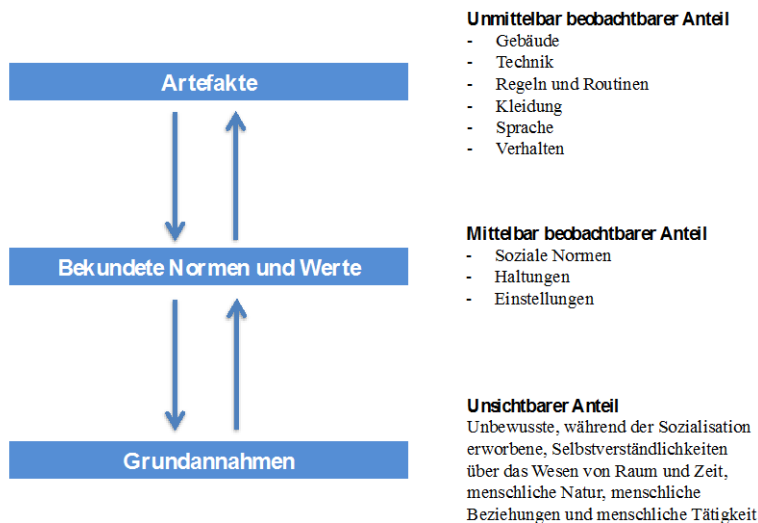 Artefakte
Unmittelbar beobachtbarer Anteil
- Gebäude
- Technik
- Regeln und Routinen
- Kleidung
- Sprache
- Verhalten
Bekundete Normen und Werte
Mittelbar beobachtbarer Anteil
- Soziale Normen
- Haltungen
- Einstellungen
Grundannahmen
Unsichtbarer Anteil
Unbewusste, während der Sozialisation
erworbene, Selbstverständlichkeiten
über das Wesen von Raum und Zeit,
menschliche Natur, menschliche
Beziehungen und menschliche Tätigkeit